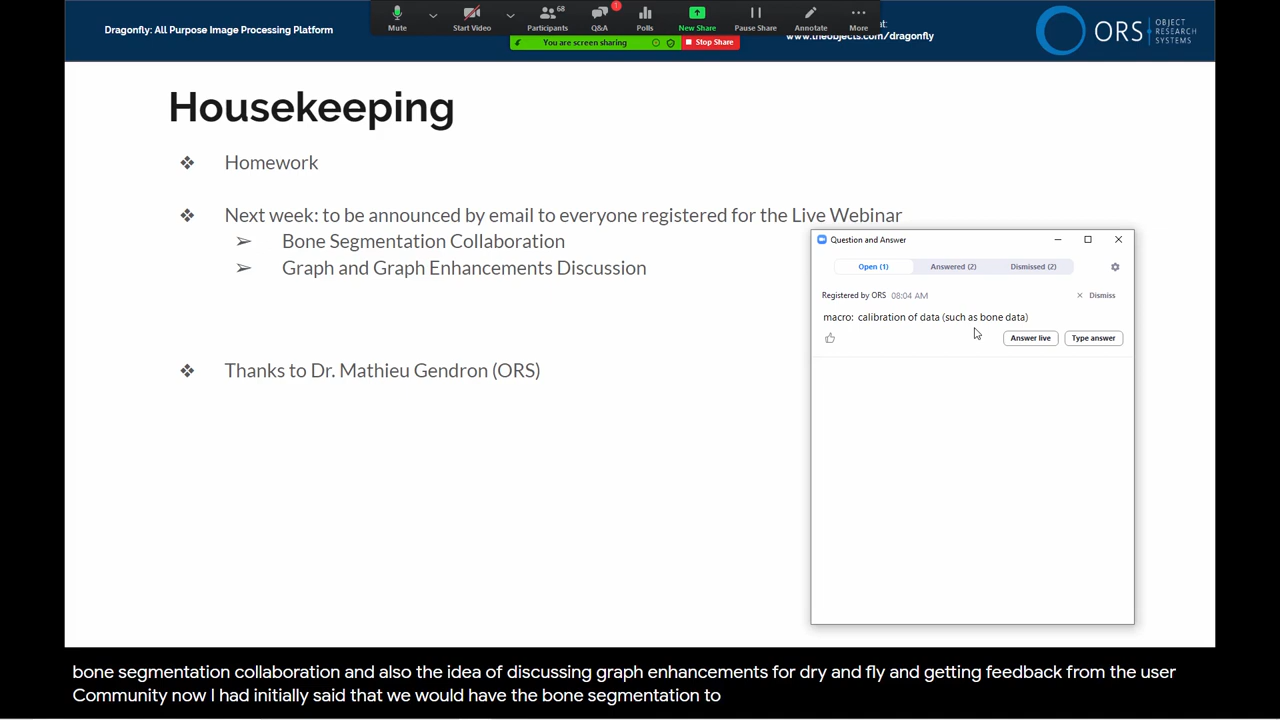 Dragonfly: All Purpose Image Processing Platform
Mute
Start Video
68
Participants
1
Q&A
Polls
New Share
Pause Share
Annotate
More
You are screen sharing
Stop Share
at:
www.theobjects.com/dragonfly
ORS
OBJECT
RESEARCH
SYSTEMS
Housekeeping
Homework
Next week: to be announced by email to everyone registered for the Live Webinar
Bone Segmentation Collaboration
Graph and Graph Enhancements Discussion
Thanks to Dr. Mathieu Gendron (ORS)
Question and Answer
Open (1)
Answered (2)
Dismissed (2)
Registered by ORS 08:04 AM
Dismiss
macro: calibration of data (such as bone data)
Answer live
Type answer
bone segmentation collaboration and also the idea of discussing graph enhancements for dry and fly and getting feedback from the user
Community now I had initially said that we would have the bone segmentation to